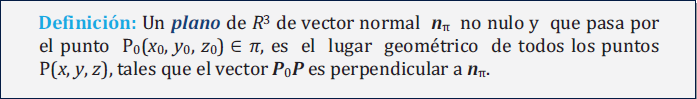 Definición: Un plano de R³ de vector normal nπ no nulo y que pasa por
el punto P₀(x₀, y₀, z₀) ∈ π, es el lugar geométrico de todos los puntos
P(x, y, z), tales que el vector P₀P es perpendicular a nπ.